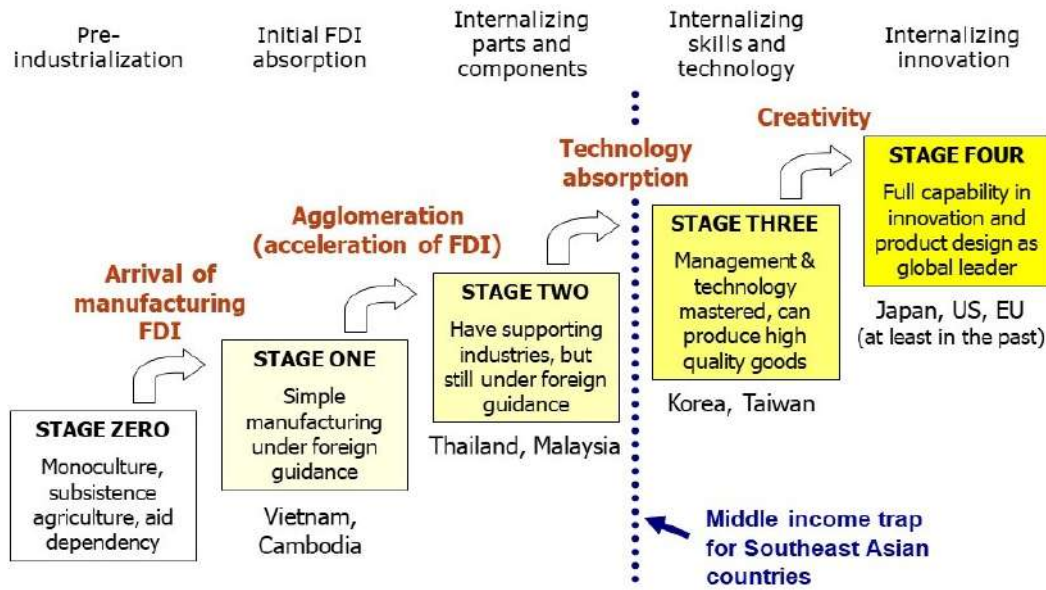 Pre-
industrialization
Initial FDI
absorption
Internalizing
parts and
components
Internalizing
skills and
technology
Internalizing
innovation
Arrival of
manufacturing
FDI
Agglomeration
(acceleration of FDI)
Technology
absorption
Creativity
STAGE ZERO
Monoculture,
subsistence
agriculture, aid
dependency
STAGE ONE
Simple
manufacturing
under foreign
guidance
Vietnam,
Cambodia
STAGE TWO
Have supporting
industries, but
still under foreign
guidance
Thailand, Malaysia
STAGE THREE
Management &
technology
mastered, can
produce high
quality goods
Korea, Taiwan
STAGE FOUR
Full capability in
innovation and
product design as
global leader
Japan, US, EU
(at least in the past)
Middle income trap
for Southeast Asian
countries